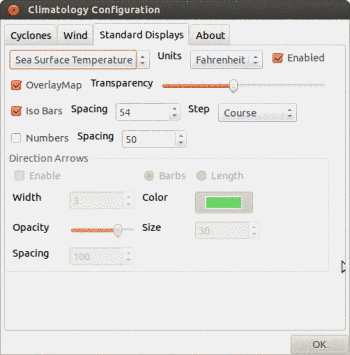 Climatology Configuration
Cyclones Wind Standard Displays About
Sea Surface Temperature Units Fahrenheit Enabled
OverlayMap Transparency
Iso Bars Spacing 54 Step Course
Numbers Spacing 50
Direction Arrows
Enable Barbs Length
Width 3 Color
Opacity Size 30
Spacing 100
OK